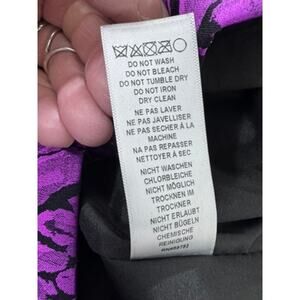 DO NOT WASH
DO NOT BLEACH
DO NOT TUMBLE DRY
DO NOT IRON
DRY CLEAN
NE PAS LAVER
NE PAS JAVELLISER
NE PAS SECHER À LA
MACHINE
NA PAS REPASSER
NETTOYER À SEC
NICHT WASCHEN
CHLORBLEICHE
NICHT MÖGLICH
TROCKNEN IM
TROCKNER
NICHT ERLAUBT
NICHT BÜGELN
CHEMISCHE
REINIGUNG